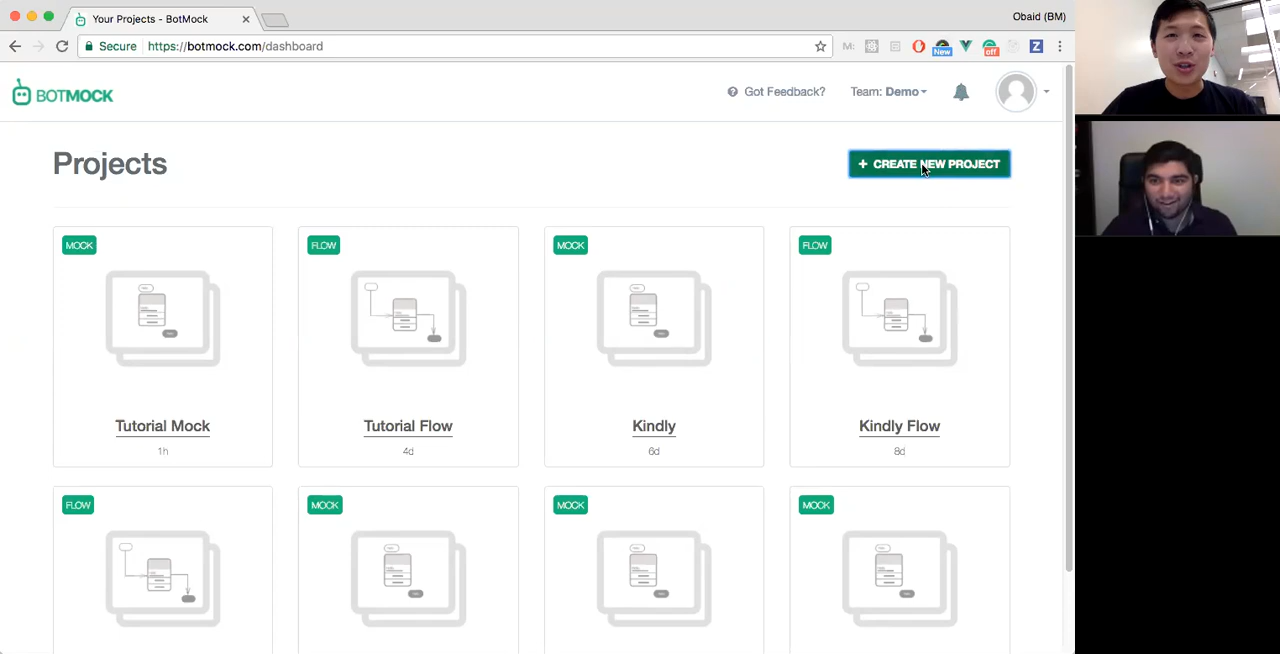 Your Projects - BotMock
Obaid (BM)
Secure https://botmock.com/dashboard
M:
New
off
Z
BOTMOCK
Got Feedback?
Team: Demo
Projects
+ CREATE NEW PROJECT
MOCK
FLOW
MOCK
FLOW
Tutorial Mock
Tutorial Flow
Kindly
Kindly Flow
1h
4d
6d
8d
FLOW
MOCK
MOCK
MOCK